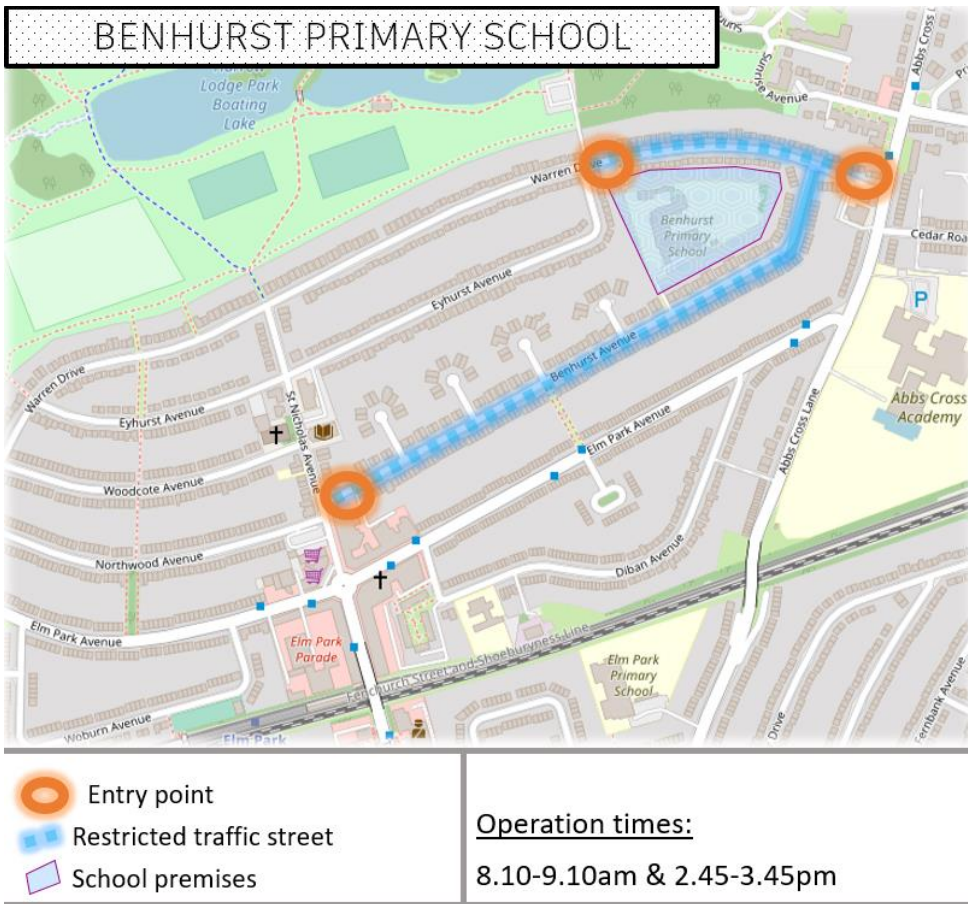 BENHURST PRIMARY SCHOOL
Lodge Park
Boating
Lake
Sunrise Avenue
Abbs Cross
Warren Drive
Benhurst
Primary
School
Cedar Roa
Eyhurst Avenue
P
Warren Drive
Benhurst Avenue
Abbs Cross
Academy
Eyhurst Avenue
St Nicholas Avenue
Elm Park Avenue
Abbs Cross Lane
Woodcote Avenue
Northwood Avenue
Diban Avenue
Elm Park Avenue
Elm Park
Parade
Fenchurch Street and Shoeburyness Line
Elm Park
Primary
School
Woburn Avenue
Elm Park
Drive
Fernbank Avenue
Entry point
Restricted traffic street
School premises
Operation times:
8.10-9.10am & 2.45-3.45pm